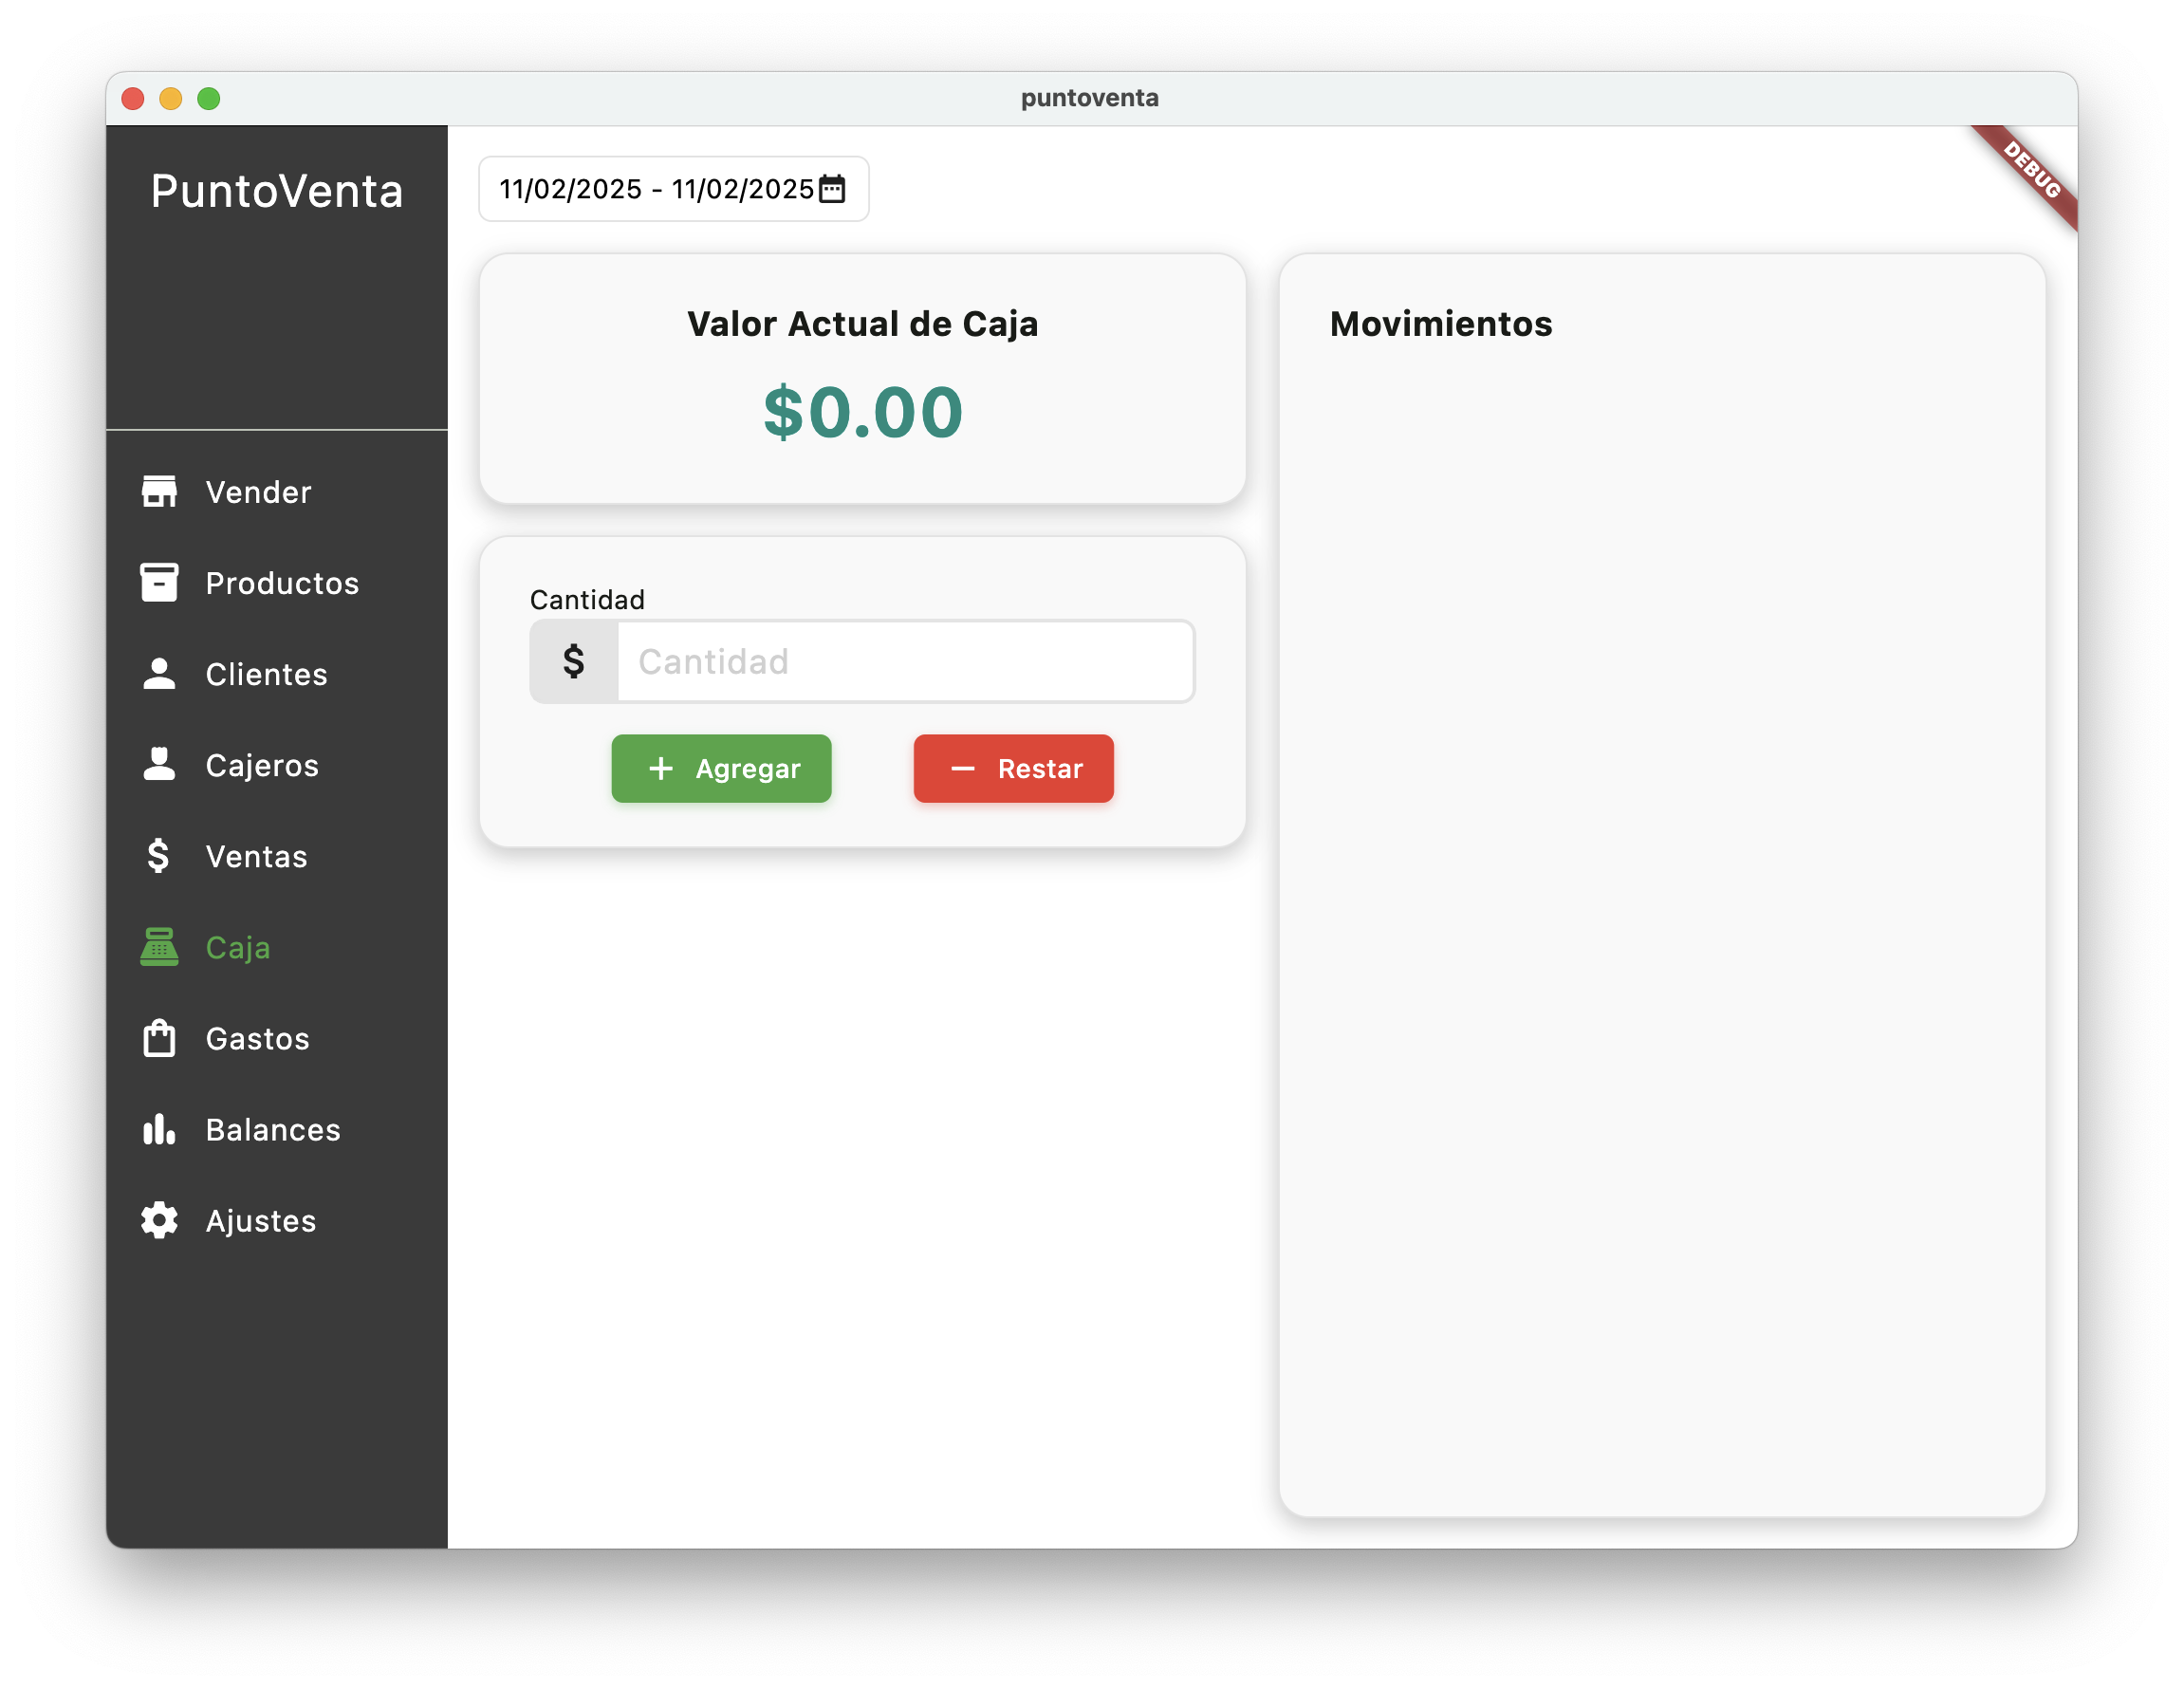 puntoventa
PuntoVenta
Vender
Productos
Clientes
Cajeros
$ Ventas
Caja
Gastos
Balances
Ajustes
11/02/2025 - 11/02/2025
DEBUG
Valor Actual de Caja
$0.00
Cantidad
$ Cantidad
+ Agregar
− Restar
Movimientos